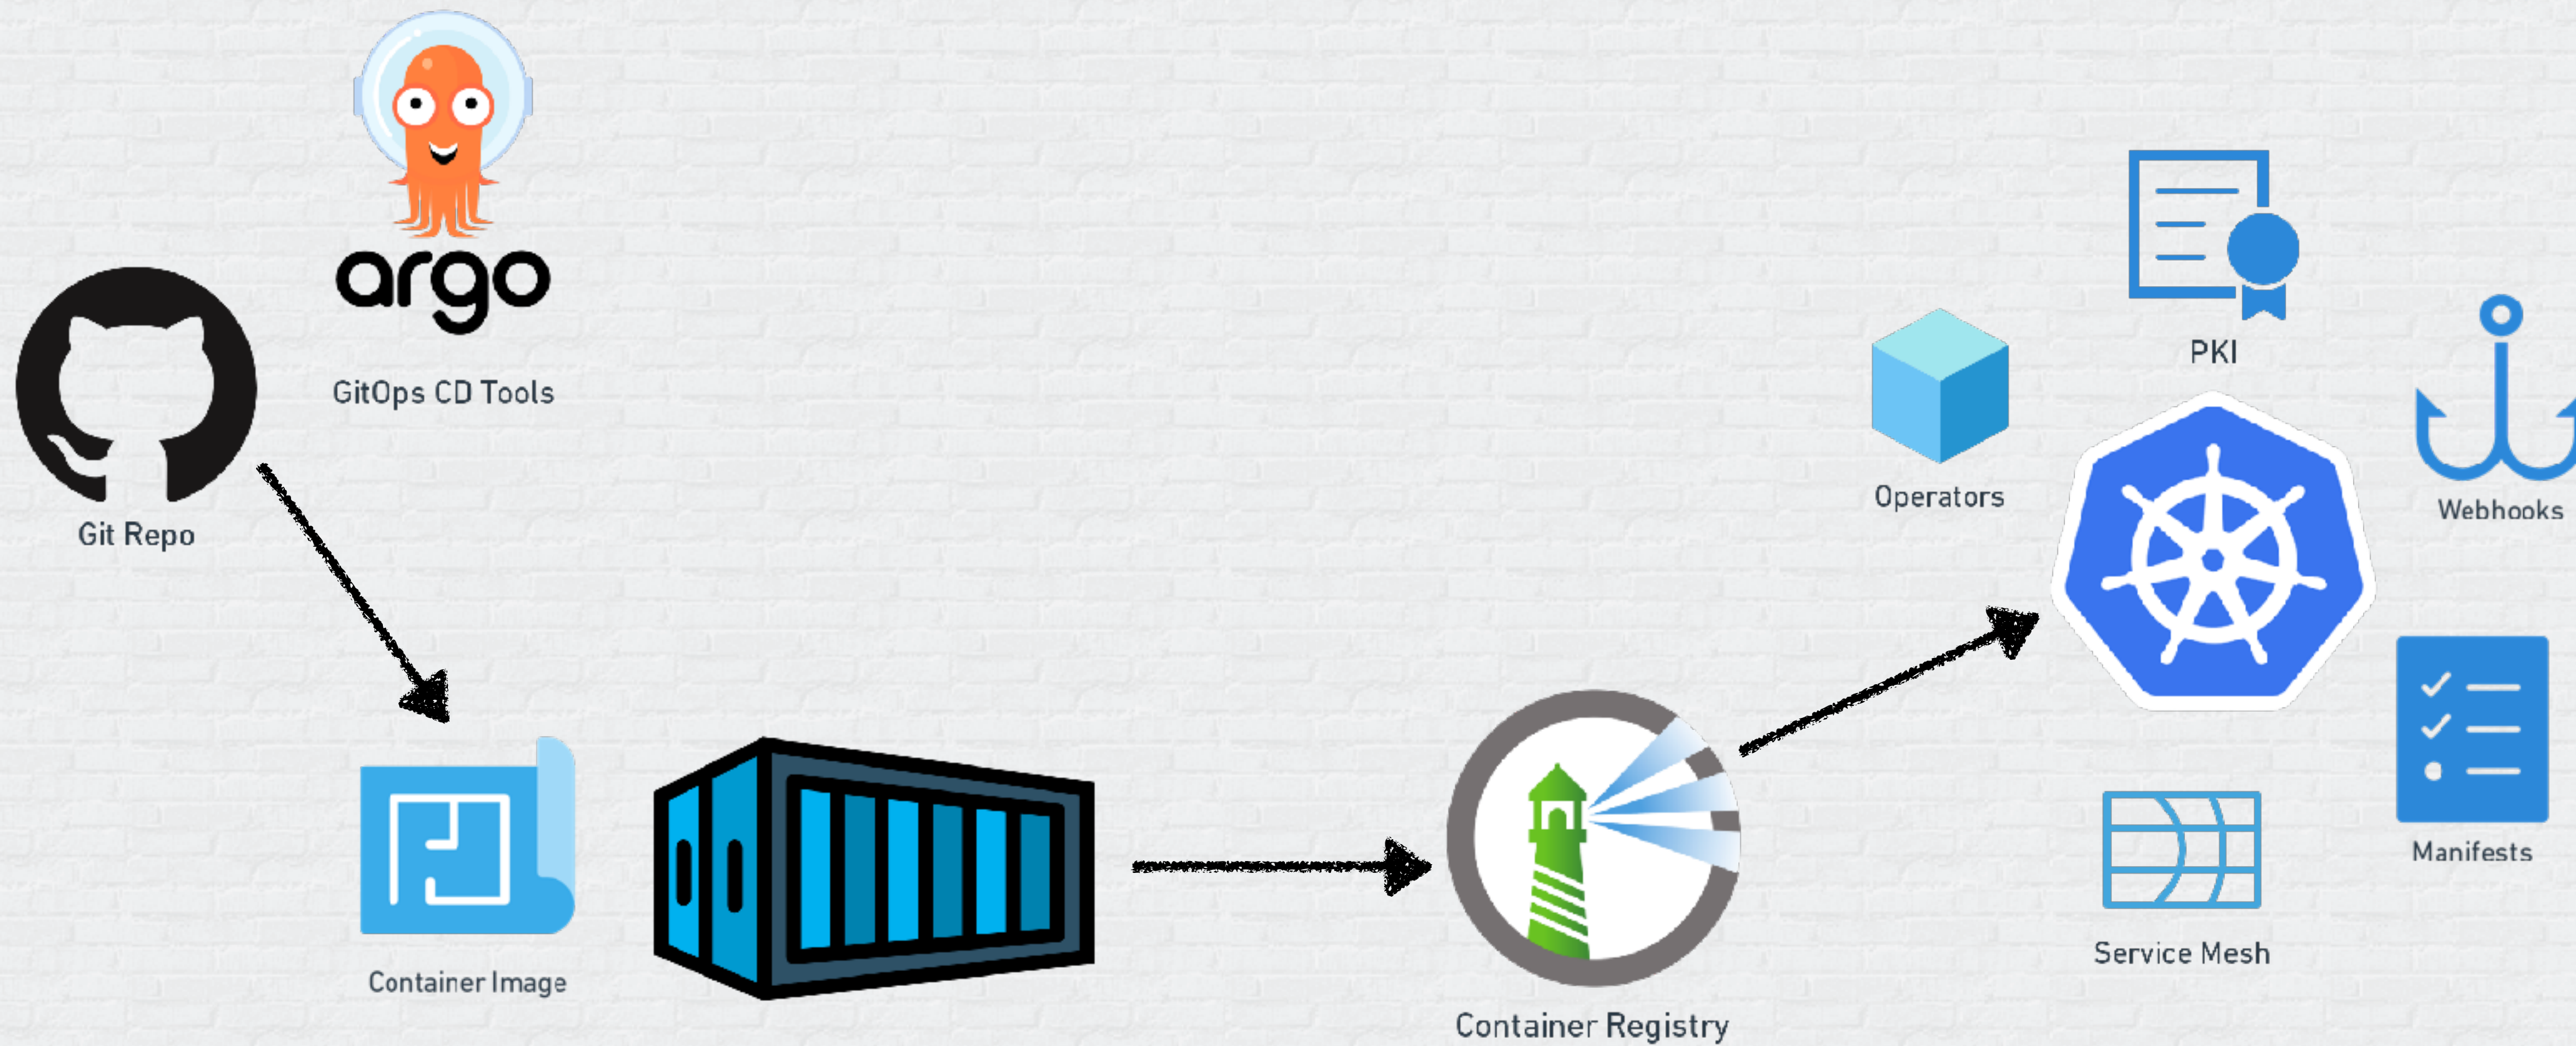 argo
GitOps CD Tools
Git Repo
Container Image
Container Registry
Operators
PKI
Webhooks
Manifests
Service Mesh